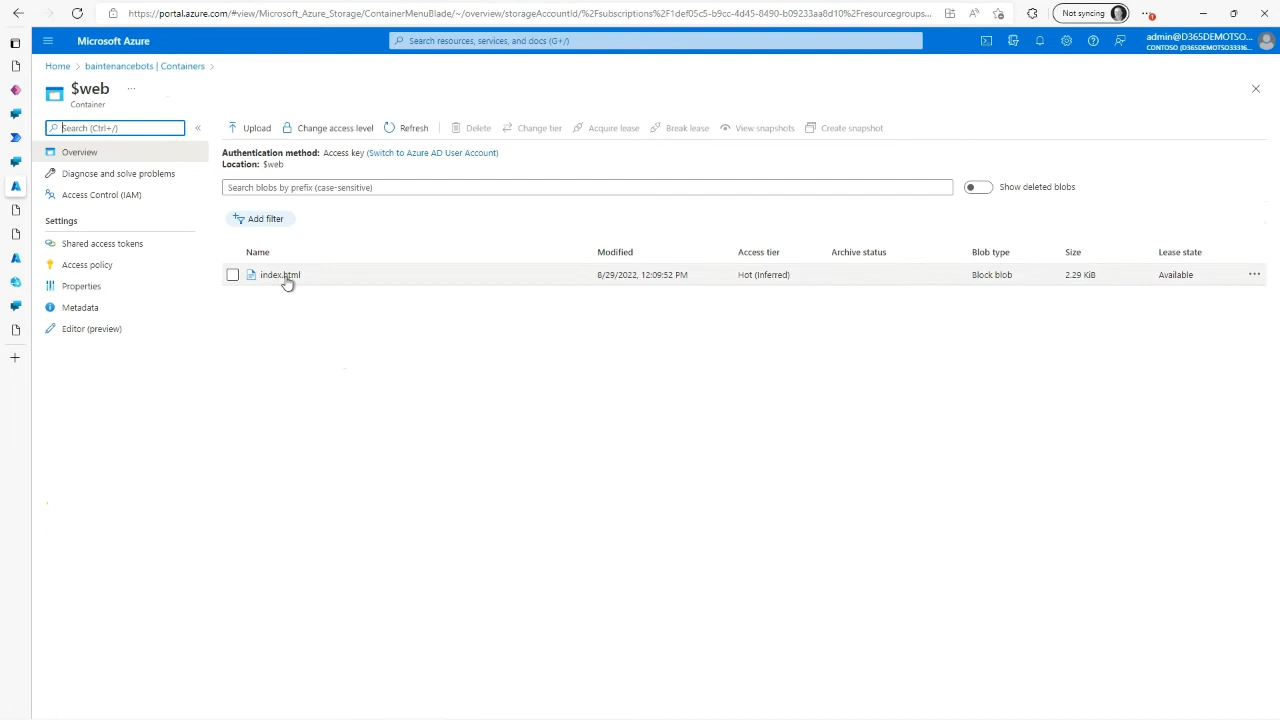 https://portal.azure.com/#view/Microsoft_Azure_Storage/ContainerMenuBlade/~/overview/storageAccountId/%2Fsubscriptions%2F1def05c5-b9cc-4d45-8490-b09233aa8d10%2Fresourcegroups...
Not syncing
Microsoft Azure
Search resources, services, and docs (G+/)
admin@D365DEMOTSO...
CONTOSO (D365DEMOTSO33316...
Home > baintenancebots | Containers >
$web ...
Container
Search (Ctrl+/) «
Upload Change access level Refresh Delete Change tier Acquire lease Break lease View snapshots Create snapshot
Overview
Diagnose and solve problems
Access Control (IAM)
Settings
Shared access tokens
Access policy
Properties
Metadata
Editor (preview)
Authentication method: Access key (Switch to Azure AD User Account)
Location: $web
Search blobs by prefix (case-sensitive)
Show deleted blobs
Add filter
Name Modified Access tier Archive status Blob type Size Lease state
index.html 8/29/2022, 12:09:52 PM Hot (Inferred) Block blob 2.29 KiB Available ...